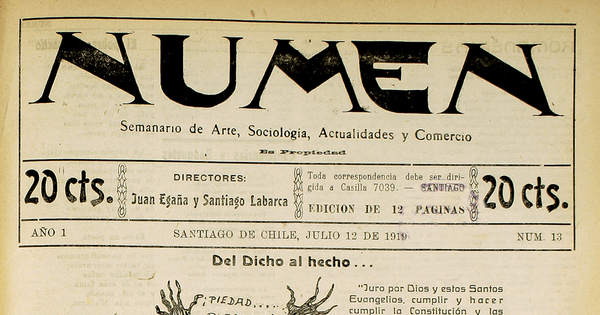 NUMEN
Semanario de Arte, Sociología, Actualidades y Comercio
Es Propiedad
20 cts.
DIRECTORES:
Juan Egaña y Santiago Labarca
Toda correspondencia debe ser diri-
gida a Casilla 7039. — SANTIAGO
EDICION DE 12 PAGINAS
20 cts.
AÑO 1
SANTIAGO DE CHILE, JULIO 12 DE 1919
NUM. 13
Del Dicho al hecho...
¡PIEDAD....
"Juro por Dios y estos Santos
Evangelios, cumplir y hacer
cumplir la Constitución y las